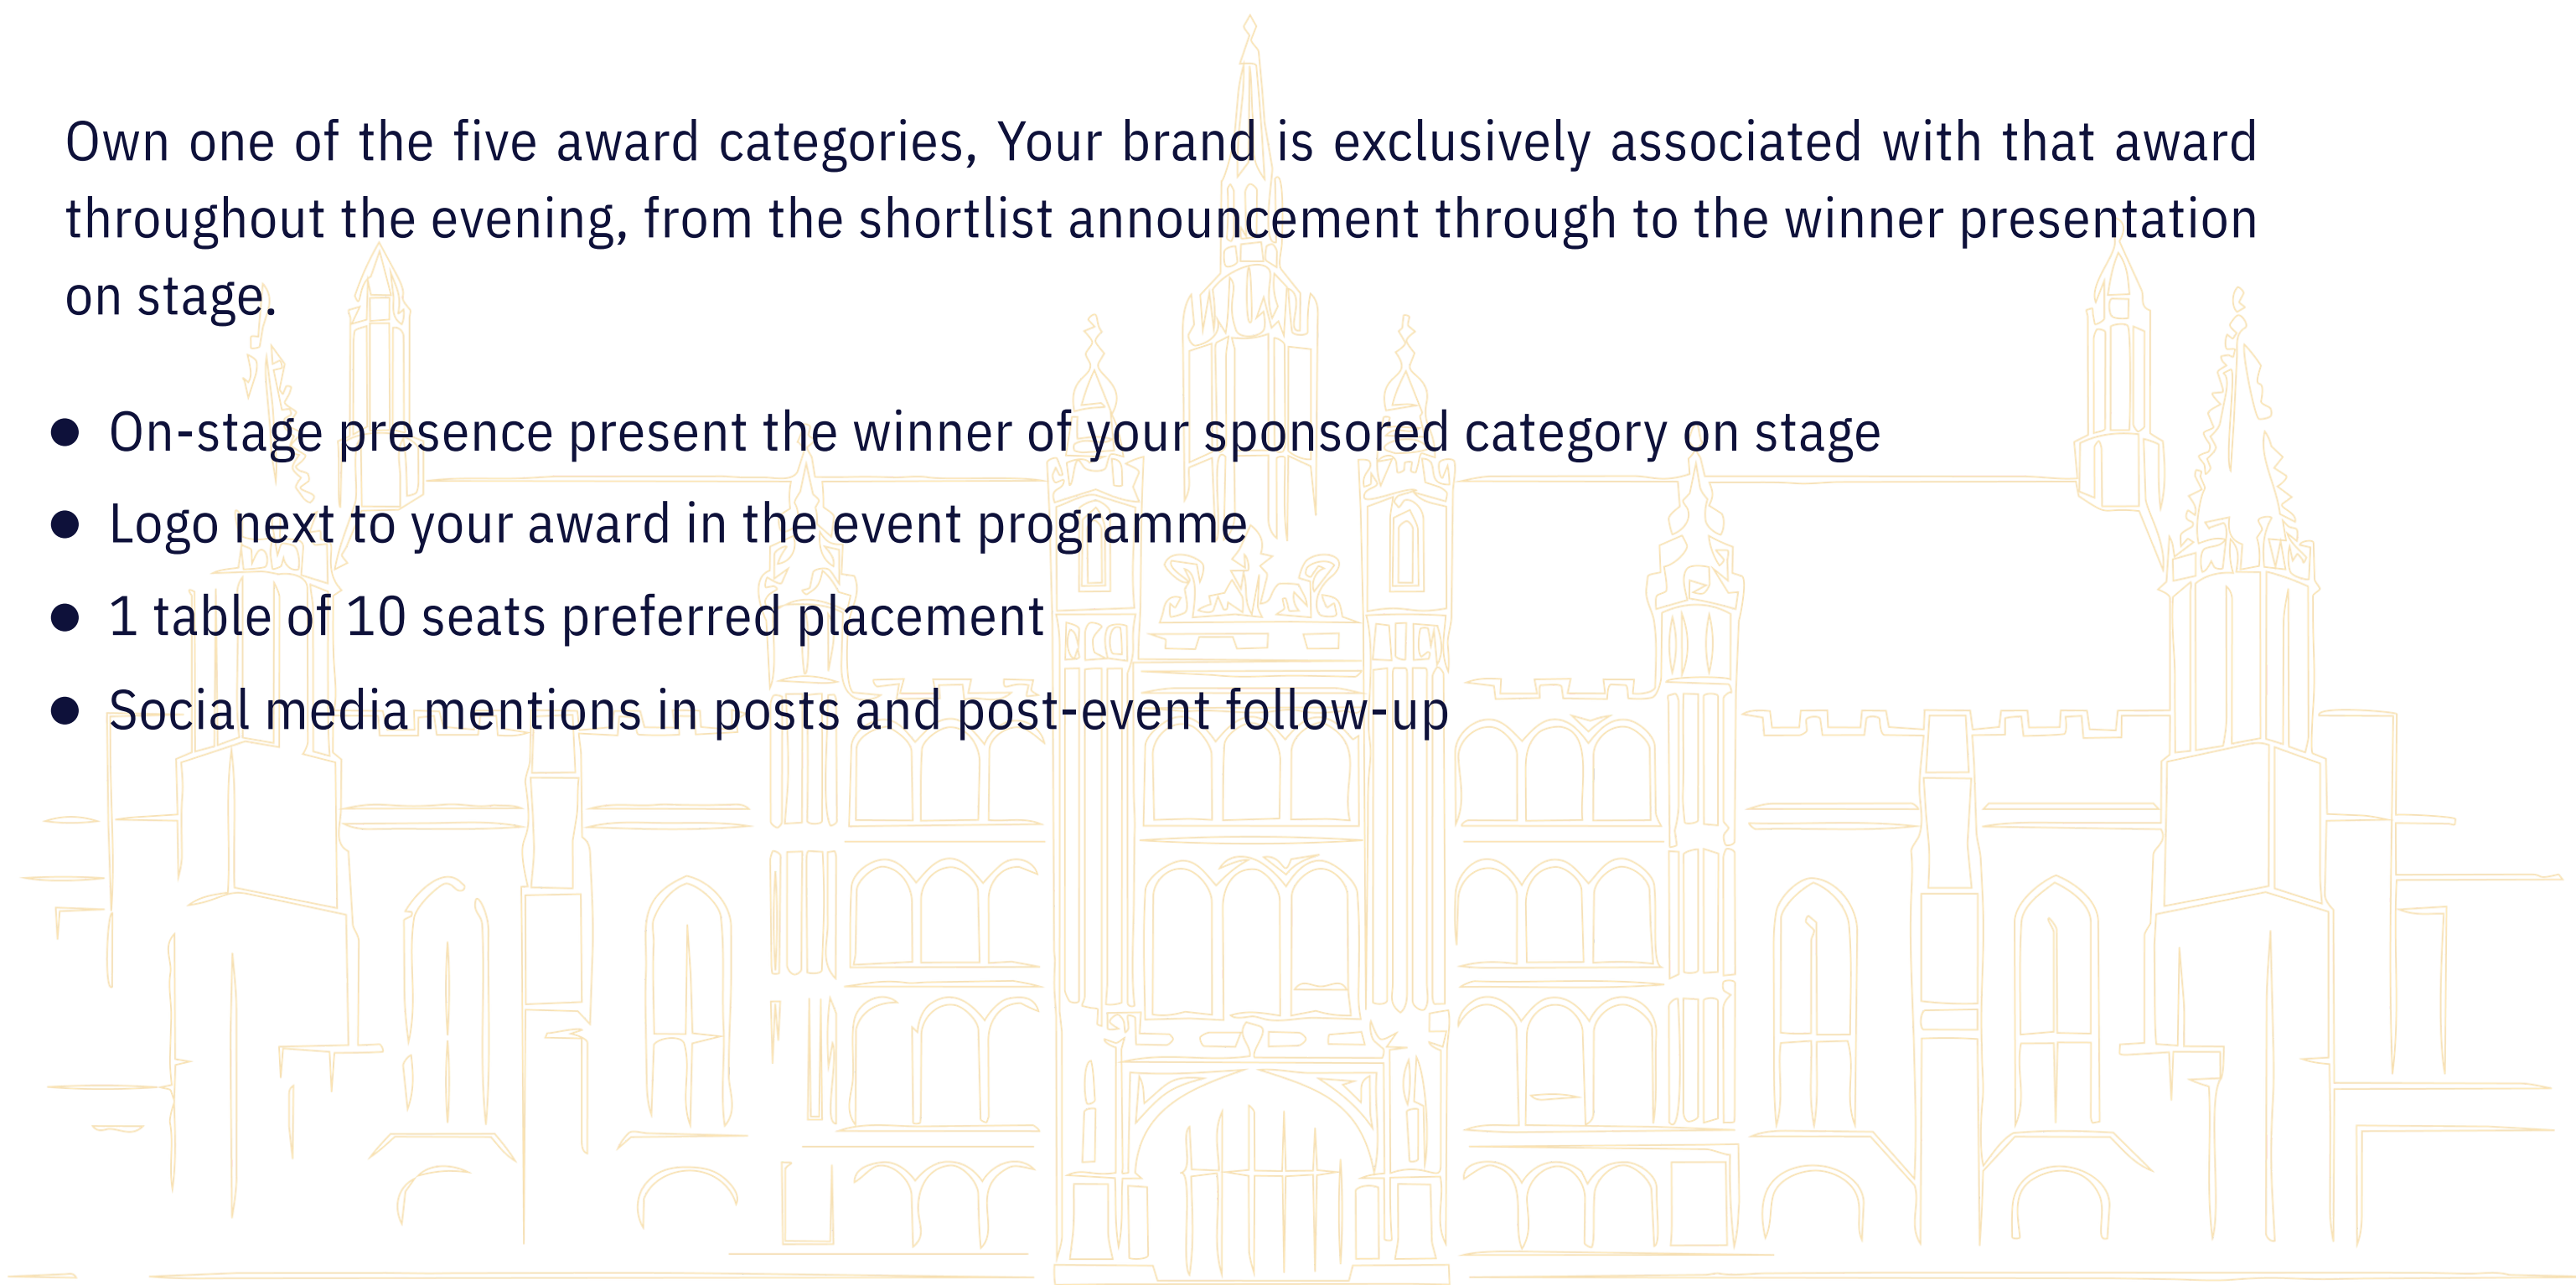 Own one of the five award categories, Your brand is exclusively associated with that award
throughout the evening, from the shortlist announcement through to the winner presentation
on stage.
● On-stage presence present the winner of your sponsored category on stage
● Logo next to your award in the event programme
● 1 table of 10 seats preferred placement
● Social media mentions in posts and post-event follow-up